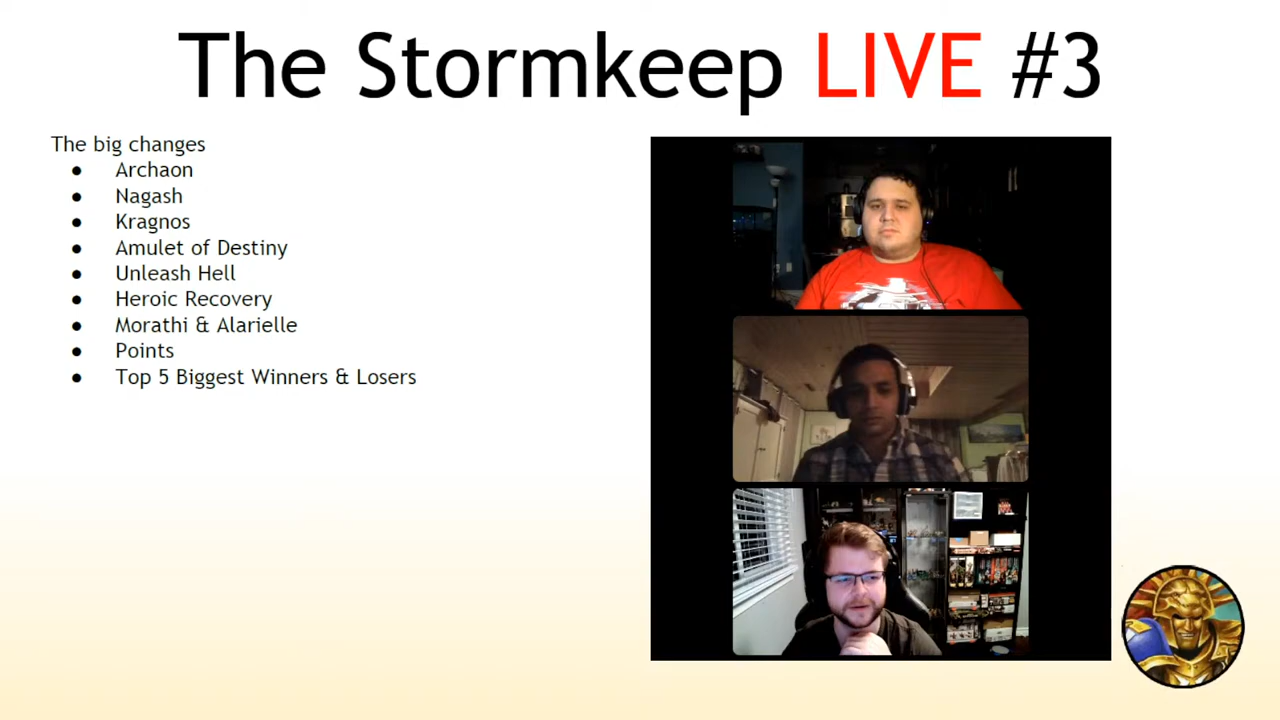 The Stormkeep LIVE #3
The big changes
● Archaon
● Nagash
● Kragnos
● Amulet of Destiny
● Unleash Hell
● Heroic Recovery
● Morathi & Alarielle
● Points
● Top 5 Biggest Winners & Losers